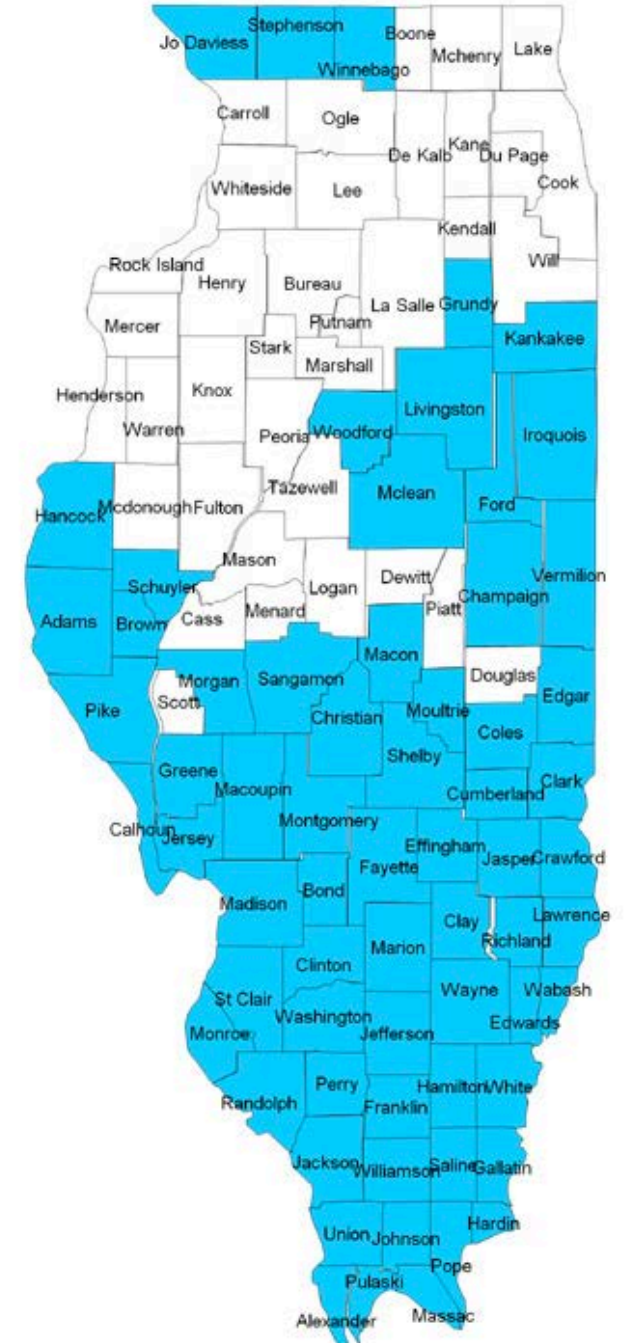 Jo Daviess
Stephenson
Winnebago
Boone
Mchenry
Lake
Carroll
Ogle
De Kalb
Kane
Du Page
Cook
Whiteside
Lee
Kendall
Will
Rock Island
Henry
Bureau
La Salle
Grundy
Putnam
Mercer
Kankakee
Stark
Marshall
Henderson
Knox
Warren
Peoria
Woodford
Livingston
Iroquois
Hancock
Mcdonough
Fulton
Tazewell
Mclean
Ford
Mason
Schuyler
Logan
Dewitt
Vermilion
Adams
Brown
Cass
Menard
Piatt
Champaign
Macon
Pike
Scott
Morgan
Sangamon
Douglas
Christian
Moultrie
Edgar
Coles
Shelby
Greene
Macoupin
Cumberland
Clark
Calhoun
Jersey
Montgomery
Effingham
Fayette
Jasper
Crawford
Madison
Bond
Clay
Lawrence
Richland
Marion
Clinton
St Clair
Wayne
Wabash
Washington
Edwards
Monroe
Jefferson
Randolph
Perry
Hamilton
White
Franklin
Jackson
Williamson
Saline
Gallatin
Union
Johnson
Hardin
Pope
Pulaski
Alexander
Massac